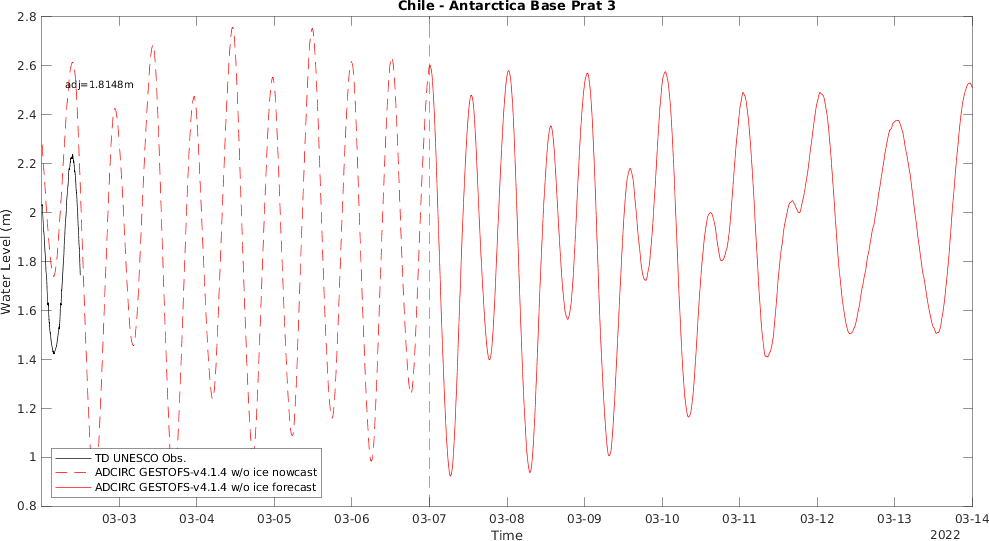 Chile - Antarctica Base Prat 3
2.8
2.6
2.4
2.2
2
1.8
1.6
1.4
1.2
1
0.8
Water Level (m)
adj=1.8148m
TD UNESCO Obs.
ADCIRC GESTOFS-v4.1.4 w/o ice nowcast
ADCIRC GESTOFS-v4.1.4 w/o ice forecast
03-03 03-04 03-05 03-06 03-07 03-08 03-09 03-10 03-11 03-12 03-13 03-14
Time
2022